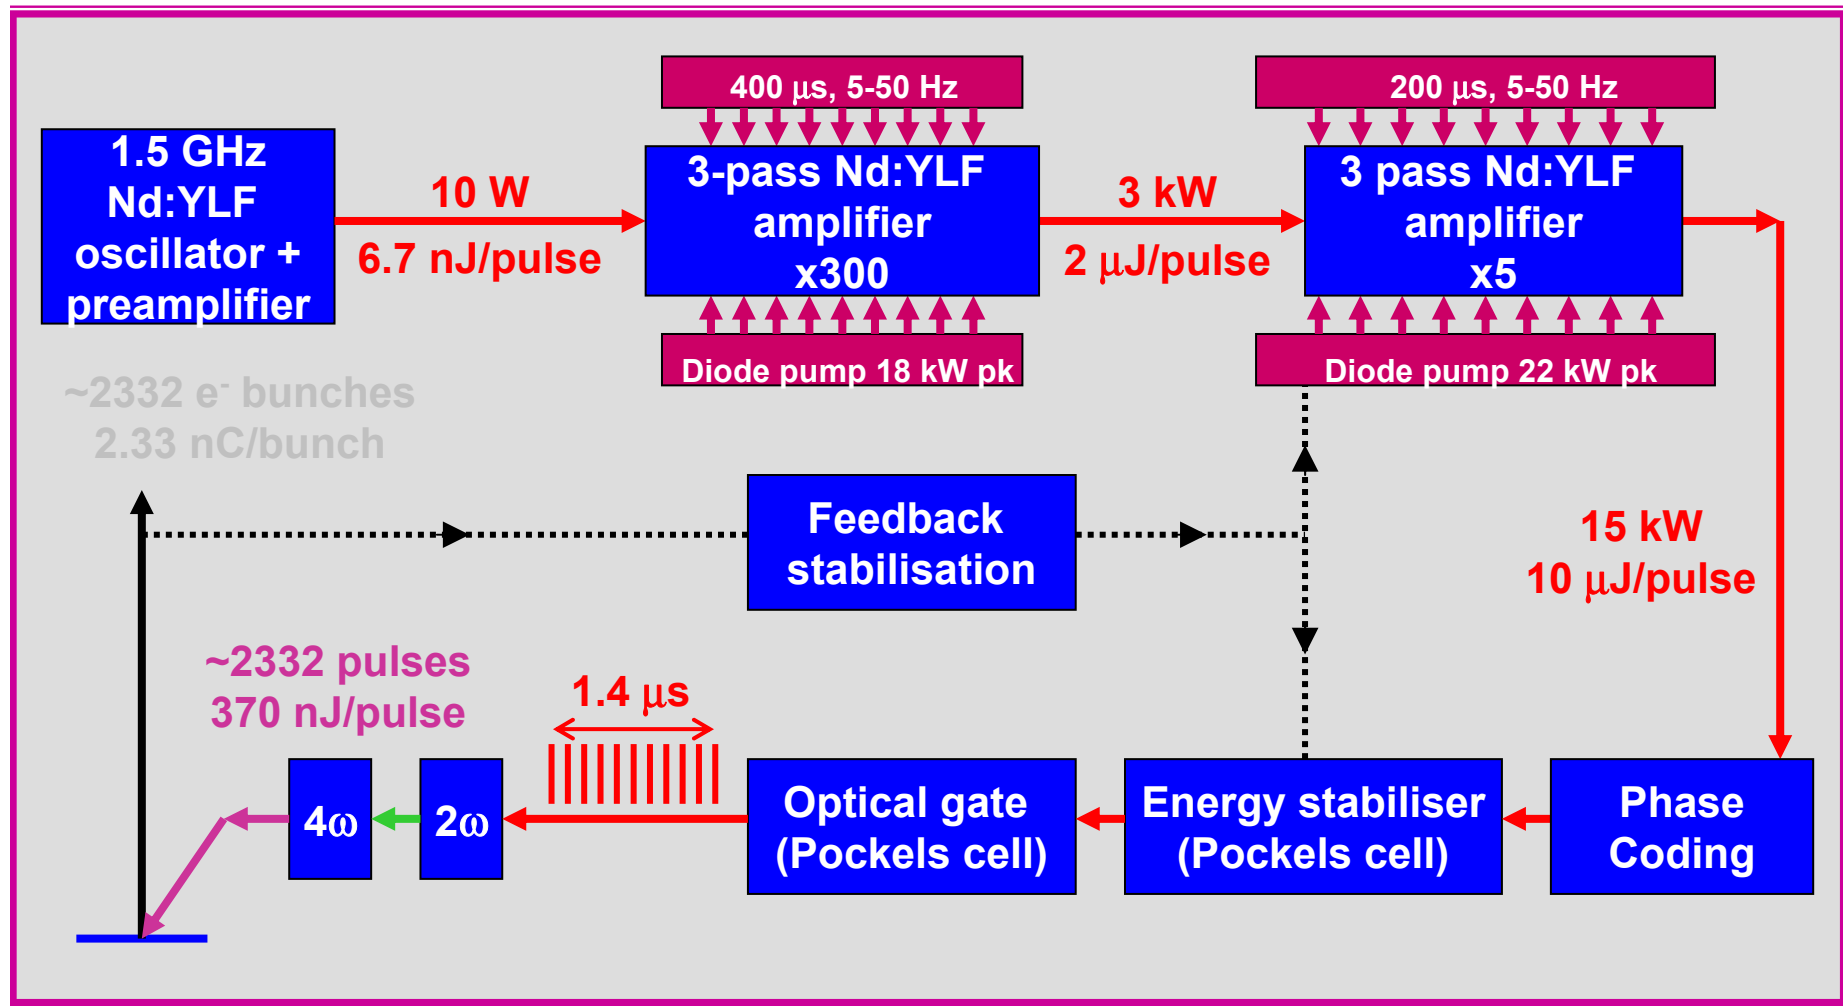 400 μs, 5-50 Hz
200 μs, 5-50 Hz
1.5 GHz
Nd:YLF
oscillator +
preamplifier
10 W
6.7 nJ/pulse
3-pass Nd:YLF
amplifier
x300
3 kW
2 μJ/pulse
3 pass Nd:YLF
amplifier
x5
Diode pump 18 kW pk
Diode pump 22 kW pk
~2332 e- bunches
2.33 nC/bunch
Feedback
stabilisation
15 kW
10 μJ/pulse
~2332 pulses
370 nJ/pulse
1.4 μs
4ω
2ω
Optical gate
(Pockels cell)
Energy stabiliser
(Pockels cell)
Phase
Coding